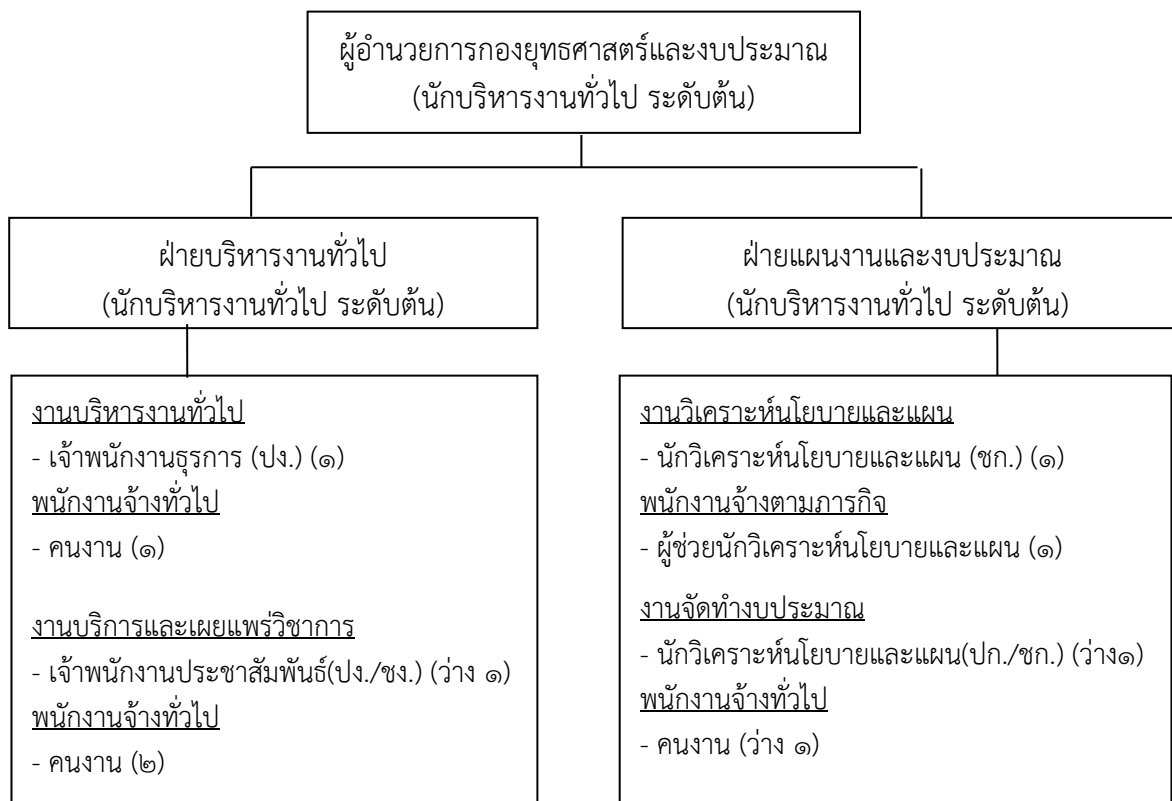 ผู้อำนวยการกองยุทธศาสตร์และงบประมาณ
(นักบริหารงานทั่วไป ระดับต้น)
ฝ่ายบริหารงานทั่วไป
(นักบริหารงานทั่วไป ระดับต้น)
ฝ่ายแผนงานและงบประมาณ
(นักบริหารงานทั่วไป ระดับต้น)
งานบริหารงานทั่วไป
- เจ้าพนักงานธุรการ (ปง.) (๑)
พนักงานจ้างทั่วไป
- คนงาน (๑)
งานบริการและเผยแพร่วิชาการ
- เจ้าพนักงานประชาสัมพันธ์(ปง./ชง.) (ว่าง ๑)
พนักงานจ้างทั่วไป
- คนงาน (๒)
งานวิเคราะห์นโยบายและแผน
- นักวิเคราะห์นโยบายและแผน (ชก.) (๑)
พนักงานจ้างตามภารกิจ
- ผู้ช่วยนักวิเคราะห์นโยบายและแผน (๑)
งานจัดทำงบประมาณ
- นักวิเคราะห์นโยบายและแผน(ปก./ชก.) (ว่าง๑)
พนักงานจ้างทั่วไป
- คนงาน (ว่าง ๑)